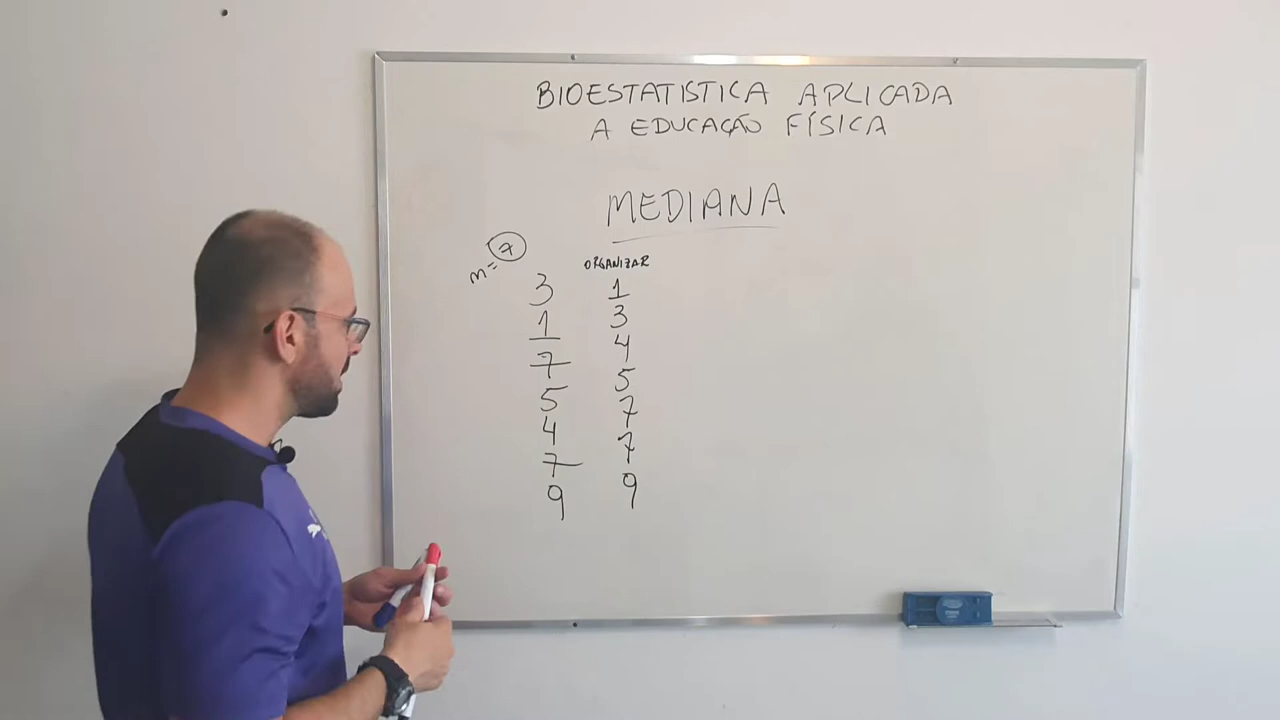 BIOESTATISTICA APLICADA
A EDUCAÇÃO FÍSICA
MEDIANA
m= 7
ORGANIZAR
3 1
1 3
7 4
5 5
4 7
7 7
9 9